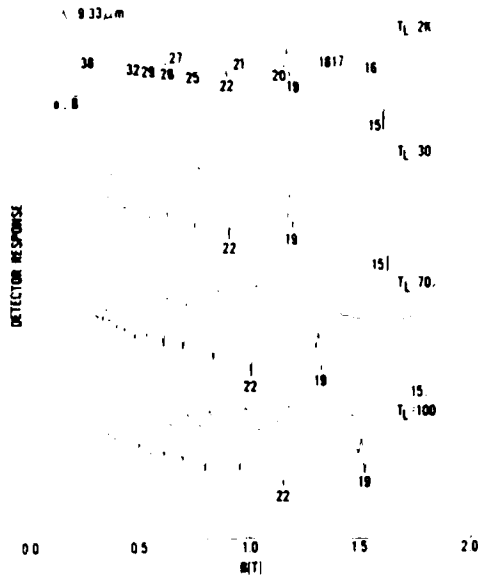 λ 9.33μm
T_L 2K
38 32 29 28 27 25 22 21 20 19 18 17 16
15
T_L 30
22 19
15
T_L 70
22 19
15
T_L 100
22 19
DETECTOR RESPONSE
0.0 0.5 1.0 1.5 2.0
B(T)